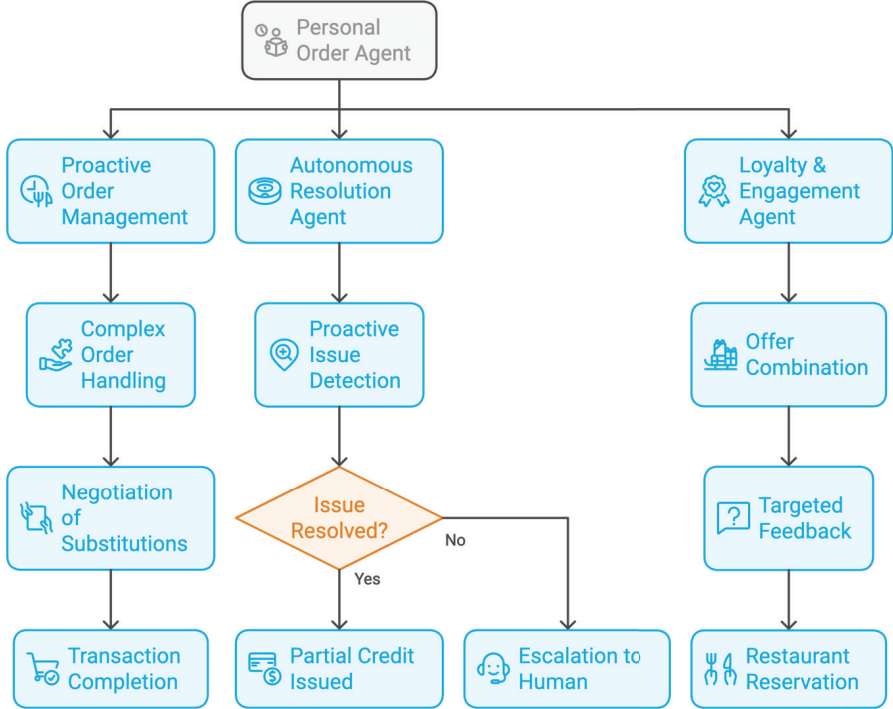 Personal
Order Agent
Proactive
Order
Management
Autonomous
Resolution
Agent
Loyalty &
Engagement
Agent
Complex
Order
Handling
Proactive
Issue
Detection
Offer
Combination
Negotiation
of
Substitutions
Issue
Resolved?
No
Yes
?
Targeted
Feedback
Transaction
Completion
$
Partial Credit
Issued
Escalation to
Human
Restaurant
Reservation